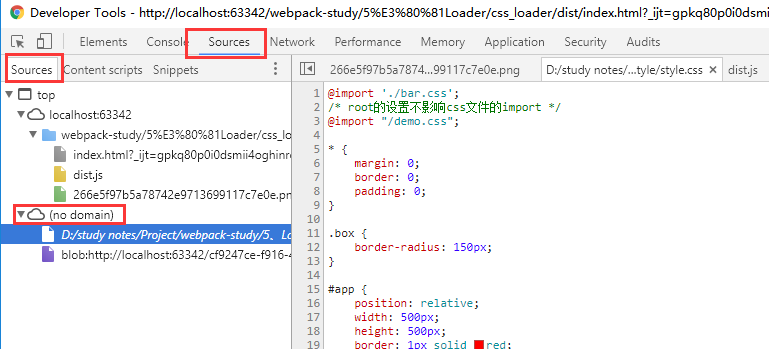 Developer Tools - http://localhost:63342/webpack-study/5%E3%80%81Loader/css_loader/dist/index.html?_ijt=gpkq80p0i0dsmi
Elements Console Sources Network Performance Memory Application Security Audits
Sources Content scripts Snippets
266e5f97b5a7874...99117c7e0e.png D:/study notes/...tyle/style.css × dist.js
top
localhost:63342
webpack-study/5%E3%80%81Loader/css_lo
index.html?_ijt=gpkq80p0i0dsmii4oghinr
dist.js
266e5f97b5a78742e9713699117c7e0e.pn
(no domain)
D:/study notes/Project/webpack-study/5、Lo
blob:http://localhost:63342/cf9247ce-f916-4
1 @import './bar.css';
2 /* root的设置不影响css文件的import */
3 @import "/demo.css";
4
5 * {
6 margin: 0;
7 border: 0;
8 padding: 0;
9 }
10
11 .box {
12 border-radius: 150px;
13 }
14
15 #app {
16 position: relative;
17 width: 500px;
18 height: 500px;
19 border: 1px solid red;